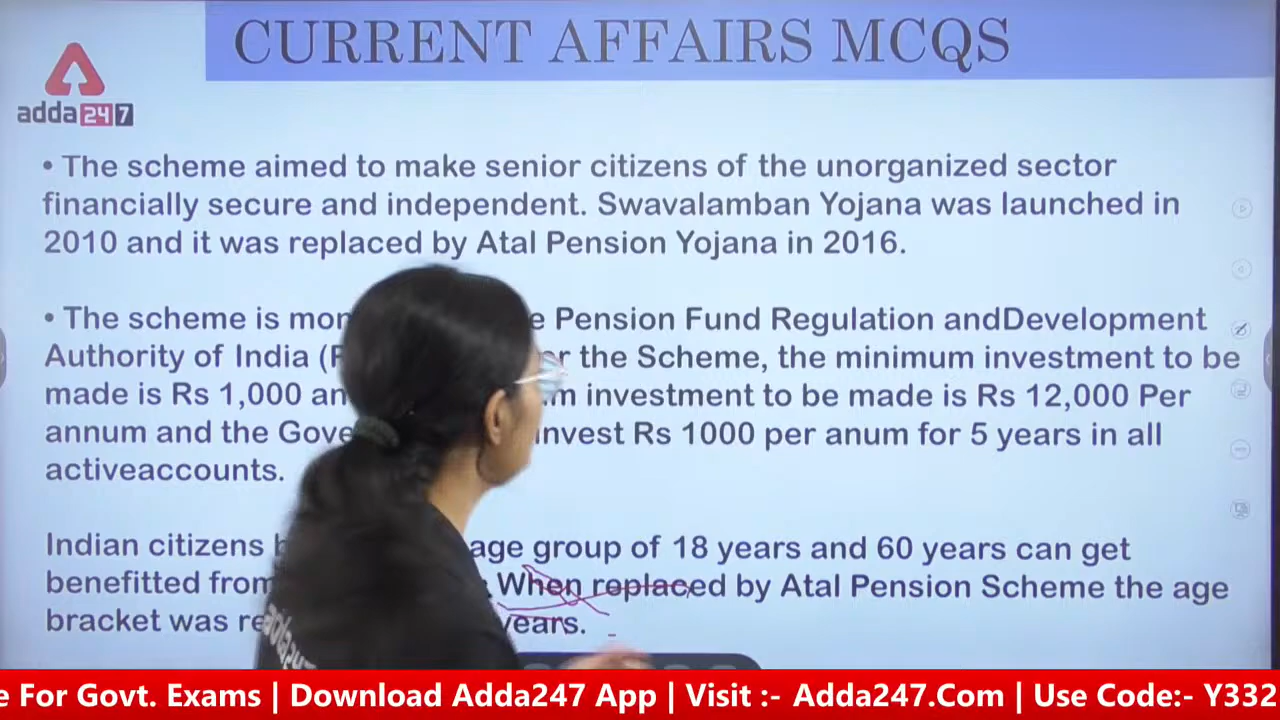 CURRENT AFFAIRS MCQS
adda247
• The scheme aimed to make senior citizens of the unorganized sector
financially secure and independent. Swavalamban Yojana was launched in
2010 and it was replaced by Atal Pension Yojana in 2016.
• The scheme is Pension Fund Regulation andDevelopment
Authority of India the Scheme, the minimum investment to be
made is Rs 1,000 investment to be made is Rs 12,000 Per
annum and the invest Rs 1000 per anum for 5 years in all
activeaccounts.
Indian citizens age group of 18 years and 60 years can get
benefitted from When replaced by Atal Pension Scheme the age
bracket was years.
e For Govt. Exams | Download Adda247 App | Visit :- Adda247.Com | Use Code:- Y332